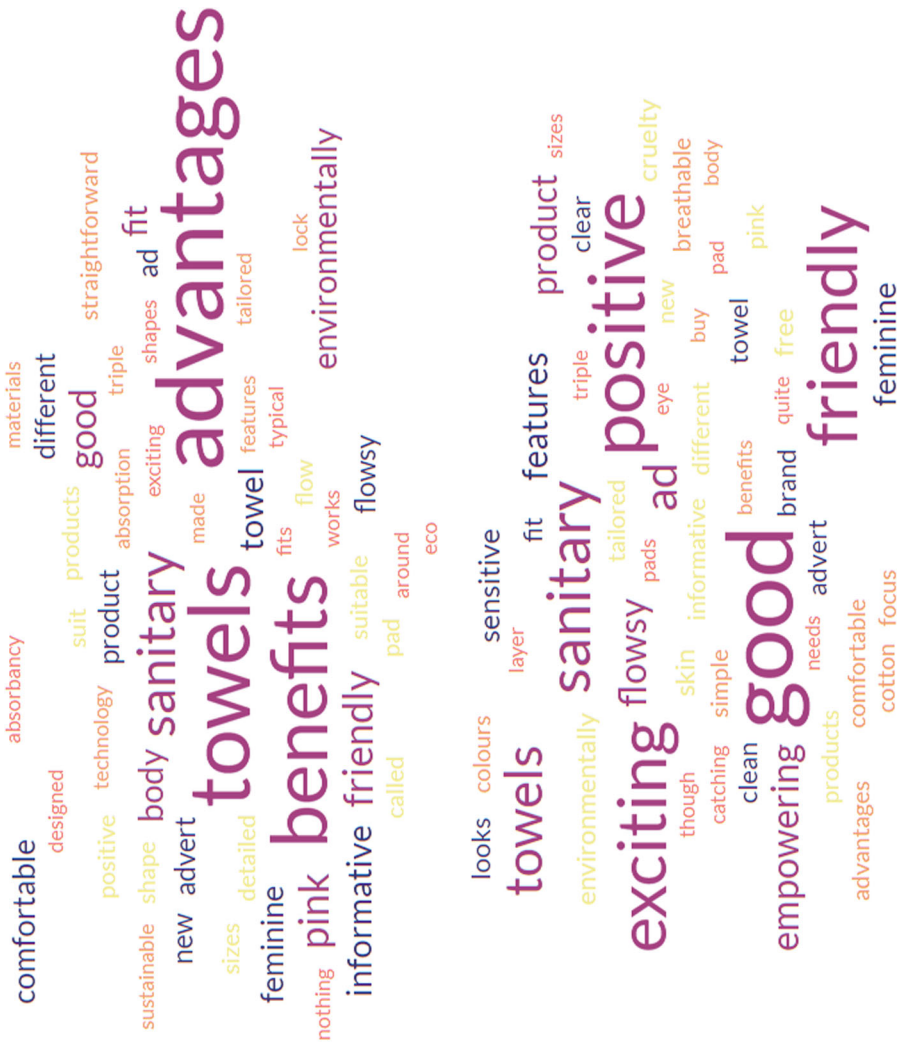 comfortable
absorbancy
materials
designed
different
suit
products
good
straightforward
technology
positive
product
absorption
triple
ad
fit
sustainable
shape
body
sanitary
exciting
shapes
new
advert
towels
made
advantages
sizes
detailed
towel
features
tailored
feminine
benefits
fits
typical
lock
pink
flow
environmentally
nothing
works
informative
friendly
suitable
flowsy
called
pad
around
eco
looks
colours
sensitive
towels
layer
fit
features
product
sizes
environmentally
sanitary
triple
clear
exciting
flowsy
tailored
positive
cruelty
pads
ad
eye
new
breathable
though
skin
informative
different
buy
pad
body
catching
simple
clean
good
benefits
towel
pink
empowering
brand
quite
free
needs
advert
friendly
products
comfortable
feminine
advantages
cotton
focus